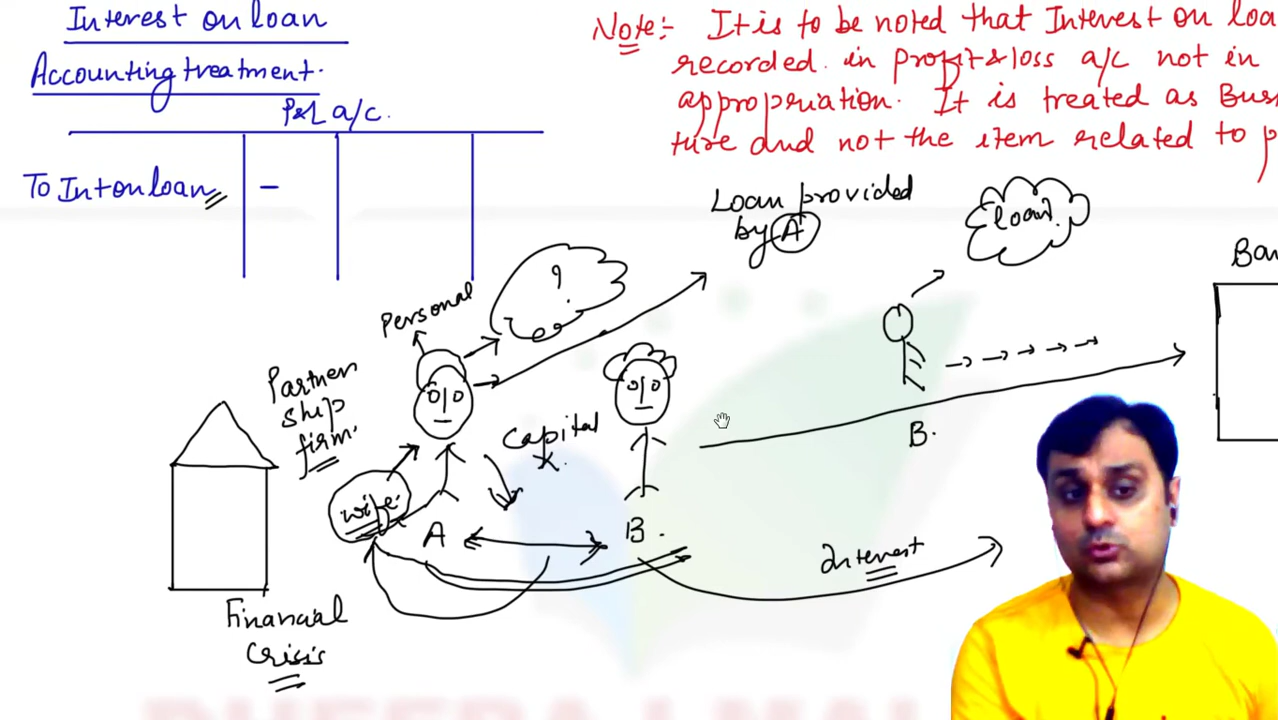 Interest on loan
Accounting treatment.
P&L a/c.
To Int on loan
-
Note:- It is to be noted that Interest on loa
recorded. in profit & loss a/c not in
appropriation. It is treated as Bus
ture and not the item related to p
Loan provided
by A
loan.
Ban
Personal
?
Partner
ship
firm.
Capital
wife.
A
B.
B.
Interest
Financial
Crisis